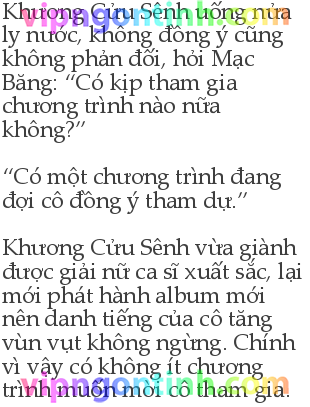 Khương Cửu Sênh uống nửa
ly nước, không đồng ý cũng
không phản đối, hỏi Mạc
Băng: “Có kịp tham gia
chương trình nào nữa
không?”
“Có một chương trình đang
đợi cô đồng ý tham dự.”
Khương Cửu Sênh vừa giành
được giải nữ ca sĩ xuất sắc, lại
mới phát hành album mới
nên danh tiếng của cô tăng
vùn vụt không ngừng. Chính
vì vậy có không ít chương
trình muốn mời cô tham gia.
vipngontinh.com
vipngontinh.com